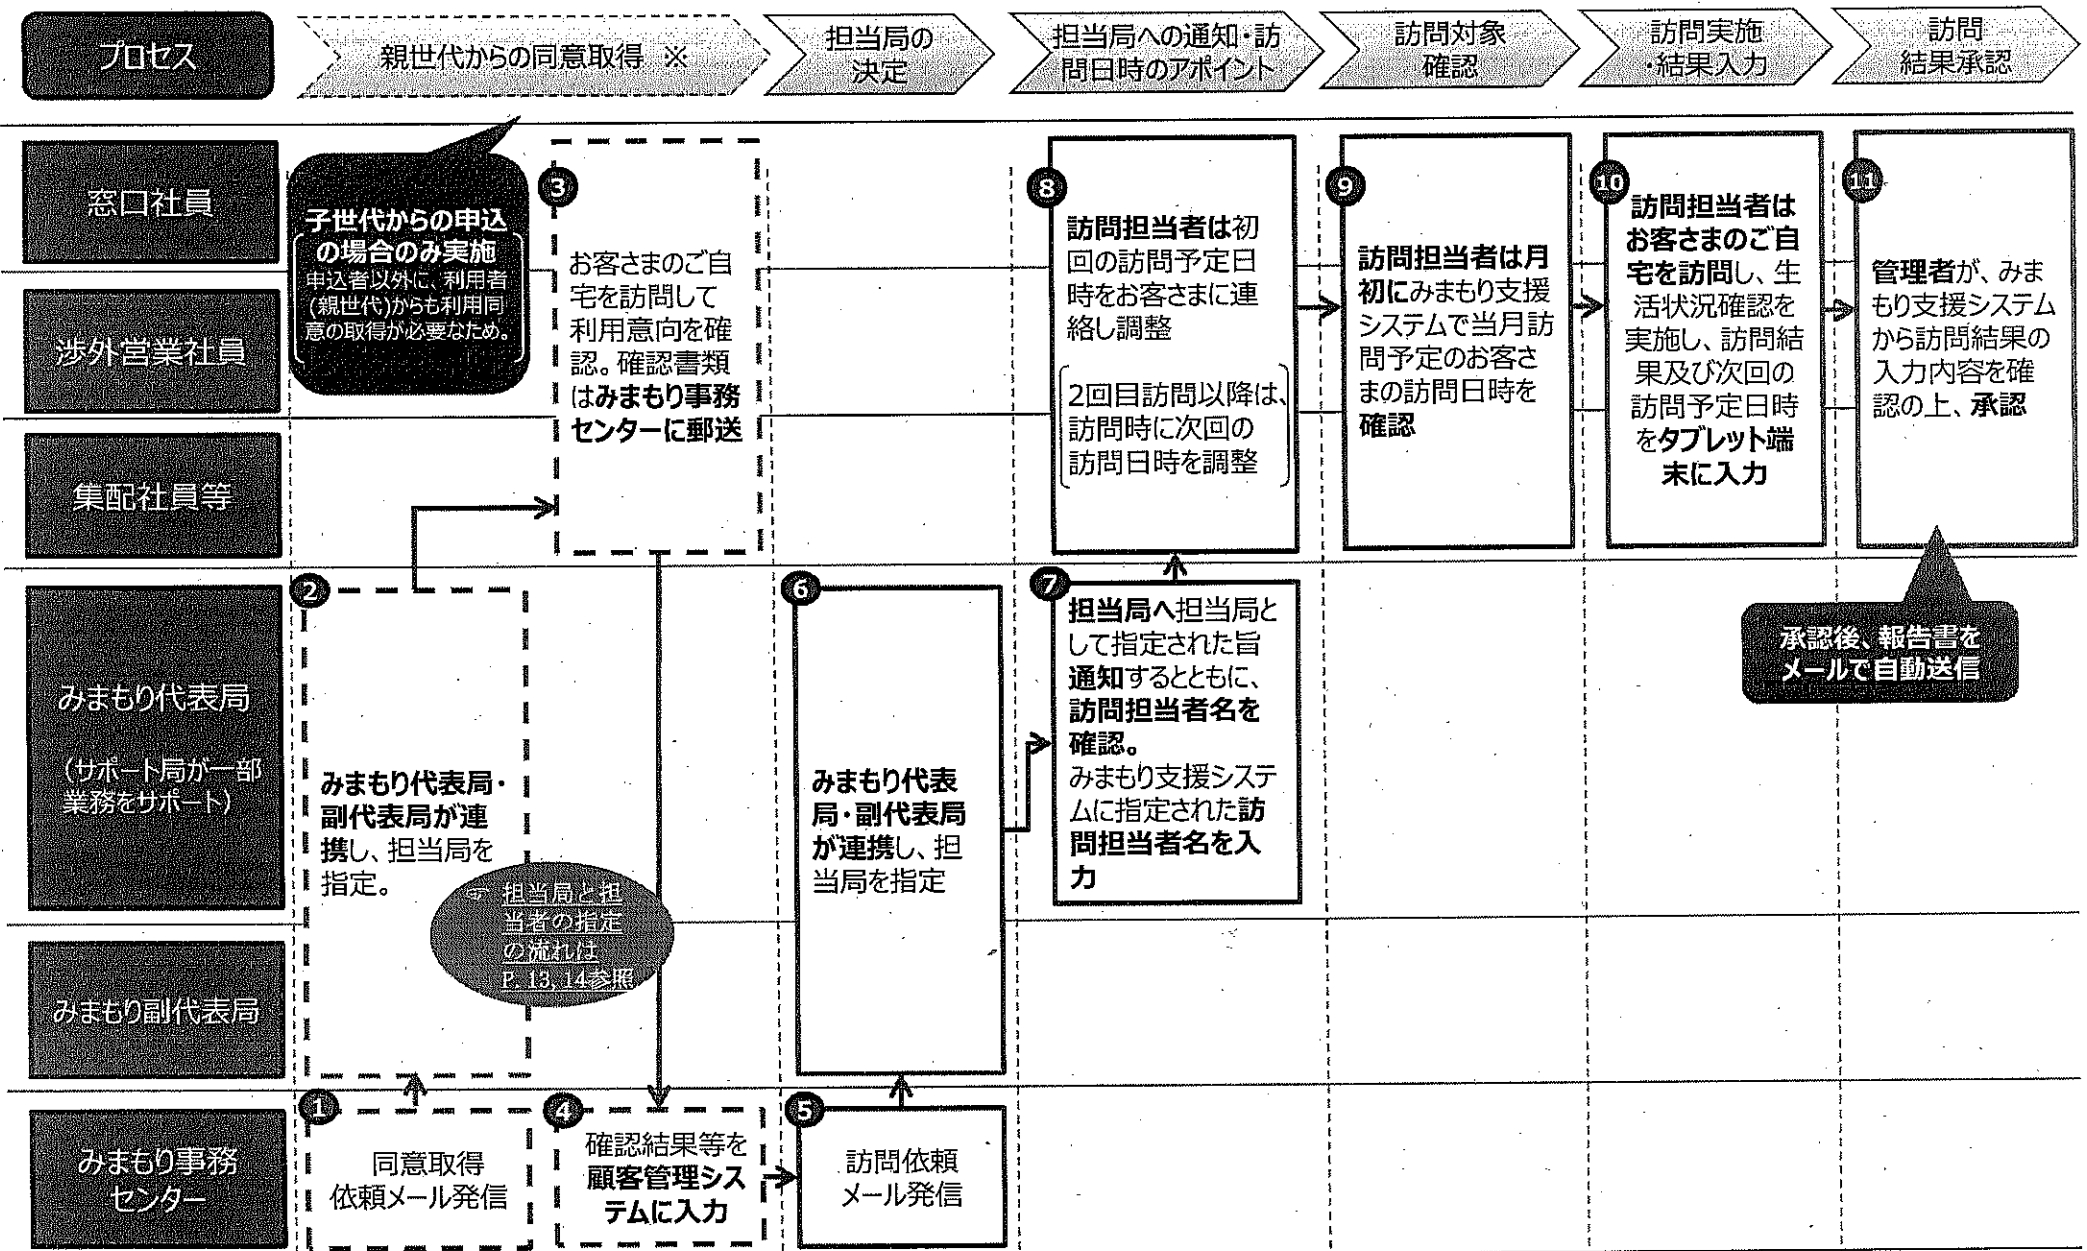 プロセス
親世代からの同意取得 ※
担当局の
決定
担当局への通知・訪
問日時のアポイント
訪問対象
確認
訪問実施
・結果入力
訪問
結果承認
窓口社員
渉外営業社員
集配社員等
みまもり代表局
(サポート局が一部
業務をサポート)
みまもり副代表局
みまもり事務
センター
子世代からの申込
の場合のみ実施
申込者以外に、利用者
(親世代)からも利用同
意の取得が必要なため。
3
お客さまのご自
宅を訪問して
利用意向を確
認。確認書類
はみまもり事務
センターに郵送
8
訪問担当者は初
回の訪問予定日
時をお客さまに連
絡し調整
2回目訪問以降は、
訪問時に次回の
訪問日時を調整
9
訪問担当者は月
初にみまもり支援
システムで当月訪
問予定のお客さ
まの訪問日時を
確認
10
訪問担当者は
お客さまのご自
宅を訪問し、生
活状況確認を
実施し、訪問結
果及び次回の
訪問予定日時
をタブレット端
末に入力
11
管理者が、みま
もり支援システム
から訪問結果の
入力内容を確
認の上、承認
承認後、報告書を
メールで自動送信
2
みまもり代表局・
副代表局が連
携し、担当局を
指定。
☞ 担当局と担
当者の指定
の流れは
P.13,14参照
6
みまもり代表
局・副代表局
が連携し、担
当局を指定
7
担当局へ担当局と
して指定された旨
通知するとともに、
訪問担当者名を
確認。
みまもり支援システ
ムに指定された訪
問担当者名を入
力
1
同意取得
依頼メール発信
4
確認結果等を
顧客管理シス
テムに入力
5
訪問依頼
メール発信